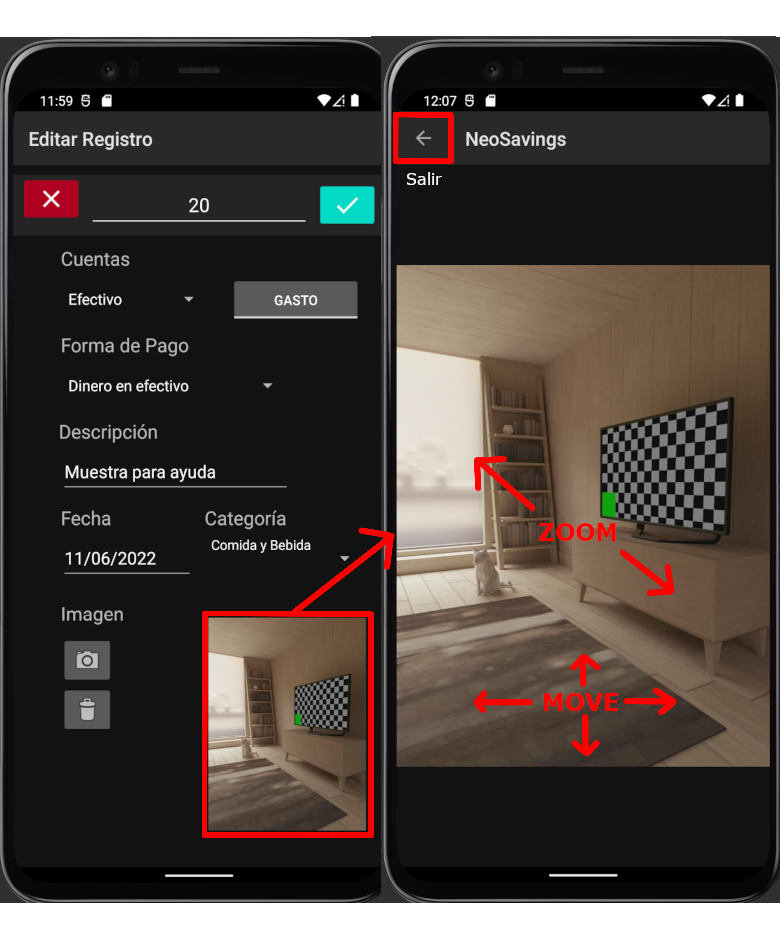 11:59
Editar Registro
20
Cuentas
Efectivo
GASTO
Forma de Pago
Dinero en efectivo
Descripción
Muestra para ayuda
Fecha
Categoría
11/06/2022
Comida y Bebida
Imagen
12:07
NeoSavings
Salir
ZOOM
MOVE